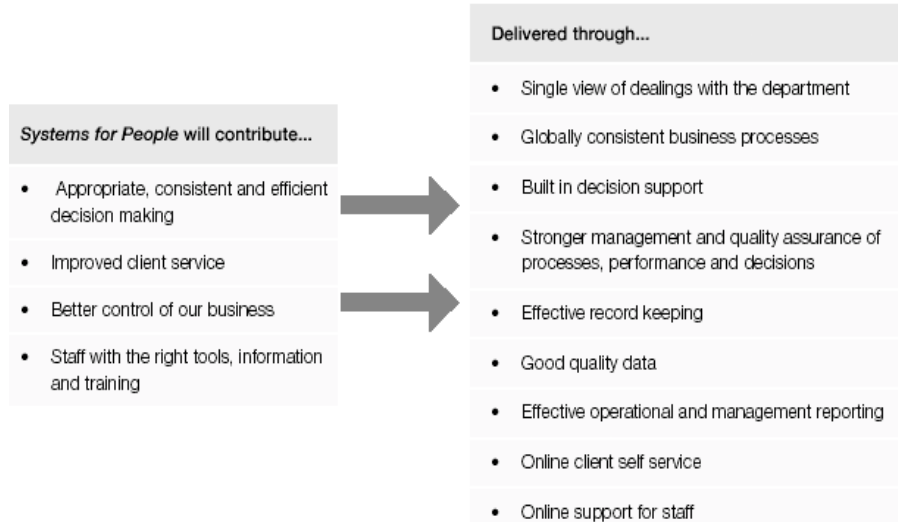 Systems for People will contribute...
• Appropriate, consistent and efficient
decision making
• Improved client service
• Better control of our business
• Staff with the right tools, information
and training
Delivered through...
• Single view of dealings with the department
• Globally consistent business processes
• Built in decision support
• Stronger management and quality assurance of
processes, performance and decisions
• Effective record keeping
• Good quality data
• Effective operational and management reporting
• Online client self service
• Online support for staff